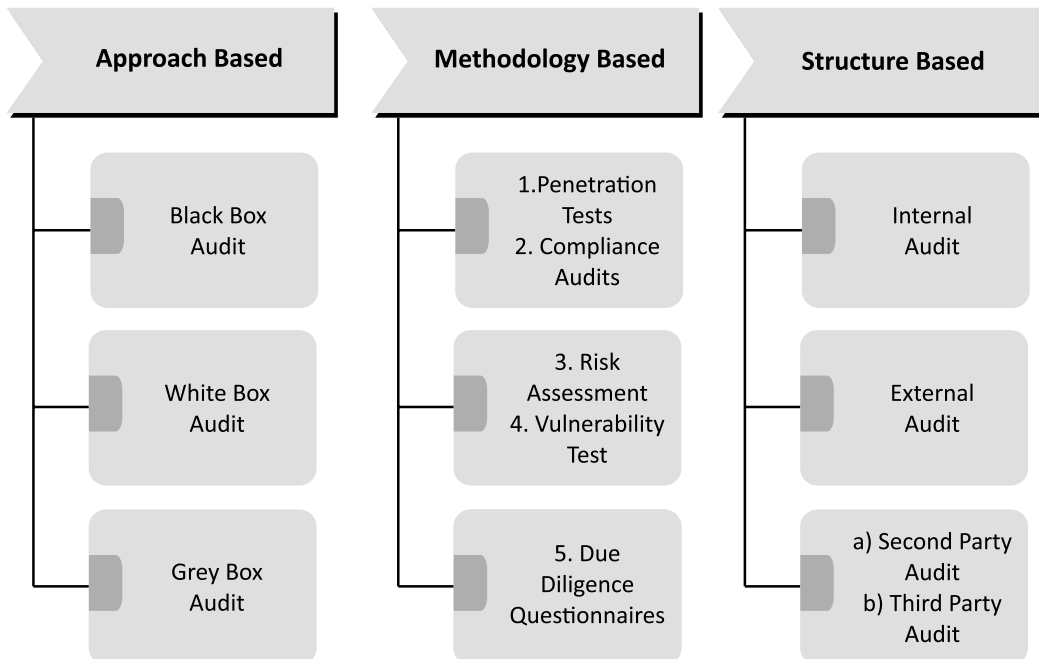 Approach Based
Black Box
Audit
White Box
Audit
Grey Box
Audit
Methodology Based
1.Penetration
Tests
2. Compliance
Audits
3. Risk
Assessment
4. Vulnerability
Test
5. Due
Diligence
Questionnaires
Structure Based
Internal
Audit
External
Audit
a) Second Party
Audit
b) Third Party
Audit